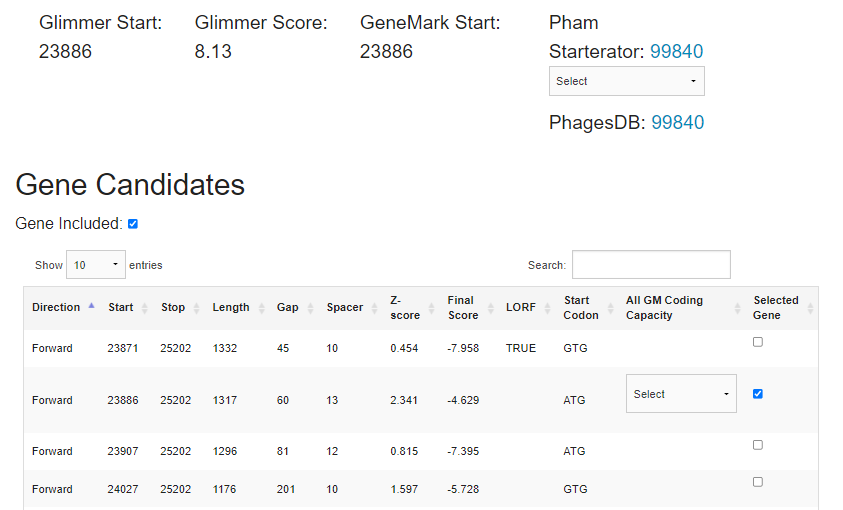 Glimmer Start: Glimmer Score: GeneMark Start: Pham
23886 8.13 23886 Starterator: 99840
Select
PhagesDB: 99840
Gene Candidates
Gene Included:
Show 10 entries Search:
Direction Start Stop Length Gap Spacer Z-score Final Score LORF Start Codon All GM Coding Capacity Selected Gene
Forward 23871 25202 1332 45 10 0.454 -7.958 TRUE GTG
Forward 23886 25202 1317 60 13 2.341 -4.629 ATG Select
Forward 23907 25202 1296 81 12 0.815 -7.395 ATG
Forward 24027 25202 1176 201 10 1.597 -5.728 GTG